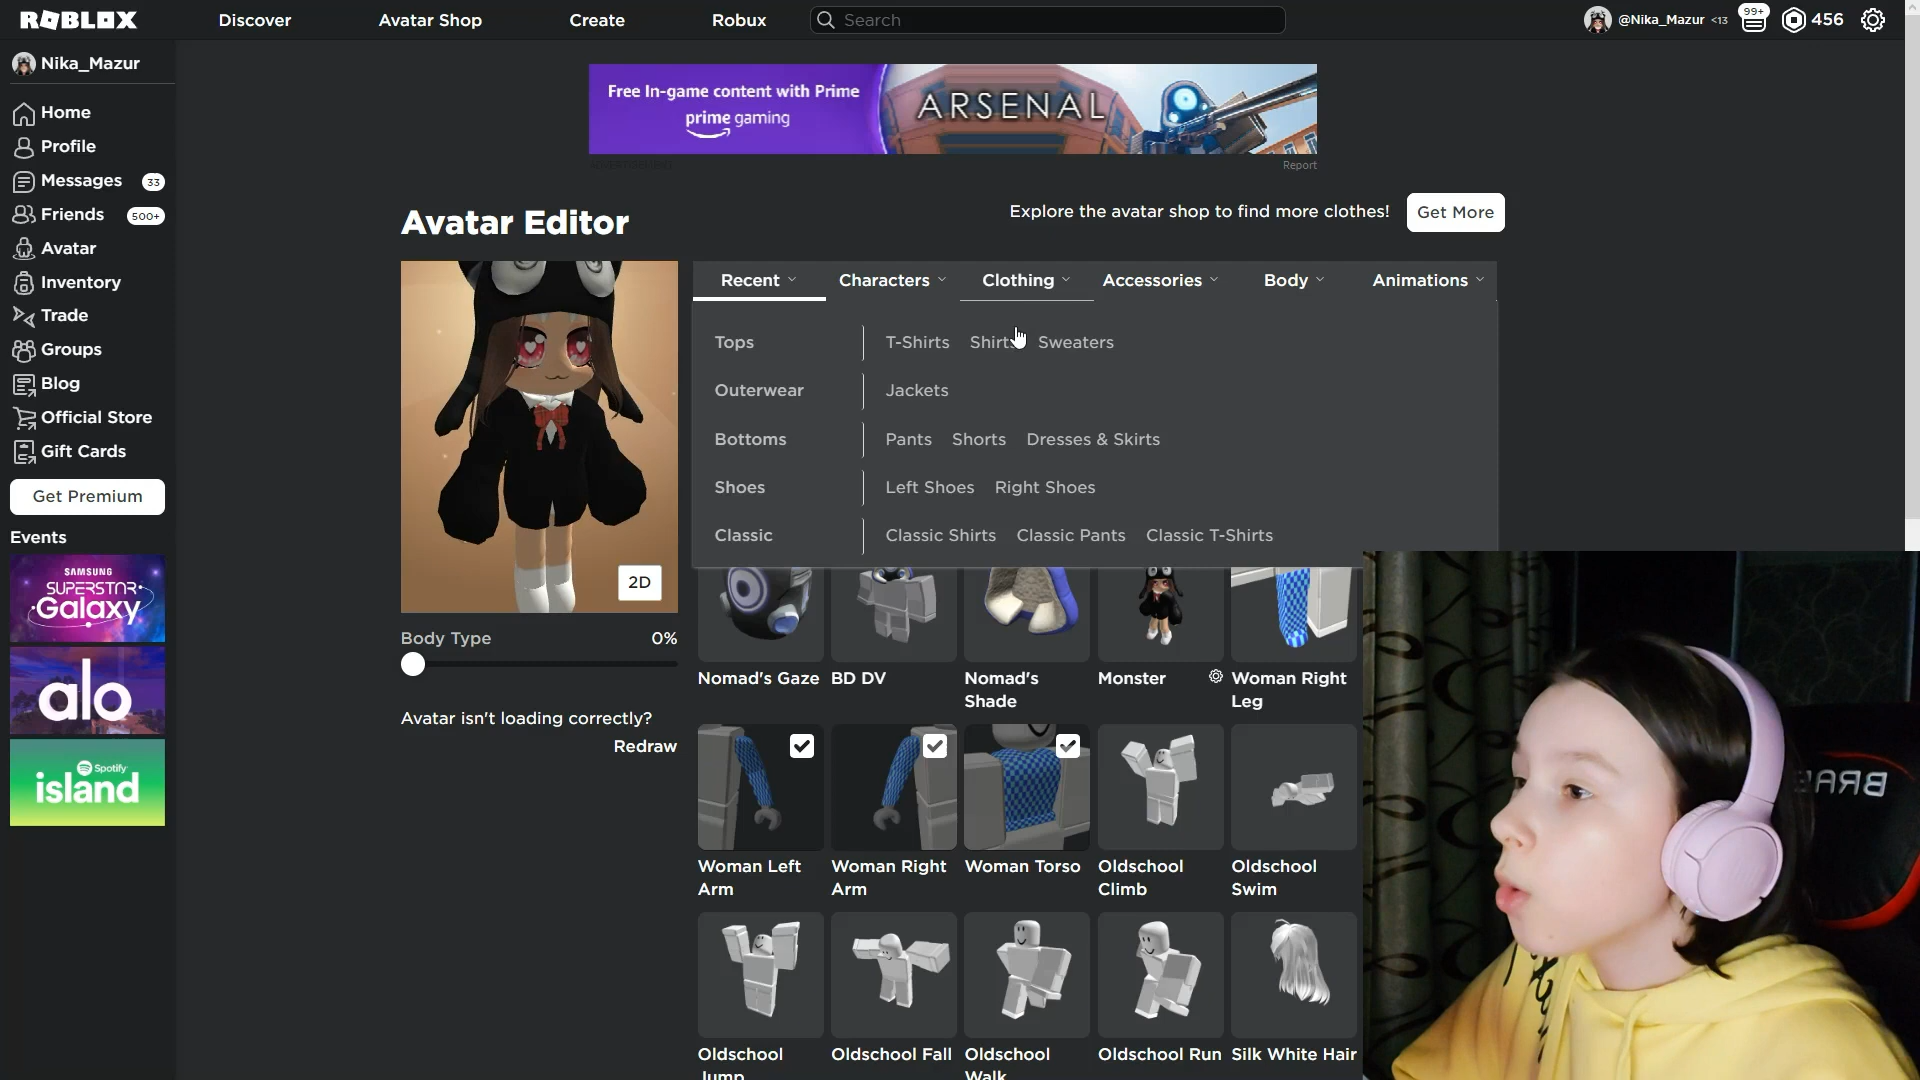 ROBLOX Discover Avatar Shop Create Robux Search @Nika_Mazur <13 99+ 456
Nika_Mazur
Home
Profile
Messages 33
Friends 500+
Avatar
Inventory
Trade
Groups
Blog
Official Store
Gift Cards
Get Premium
Events
SAMSUNG
SUPERSTAR
Galaxy
alo
Spotify
island
Free In-game content with Prime
prime gaming
ARSENAL
ADVERTISEMENT Report
Avatar Editor
Explore the avatar shop to find more clothes! Get More
2D
Body Type 0%
Avatar isn't loading correctly?
Redraw
Recent Characters Clothing Accessories Body Animations
Tops T-Shirts Shirts Sweaters
Outerwear Jackets
Bottoms Pants Shorts Dresses & Skirts
Shoes Left Shoes Right Shoes
Classic Classic Shirts Classic Pants Classic T-Shirts
Nomad's Gaze BD DV Nomad's Shade Monster Woman Right Leg
Woman Left Arm Woman Right Arm Woman Torso Oldschool Climb Oldschool Swim
Oldschool Jump Oldschool Fall Oldschool Walk Oldschool Run Silk White Hair